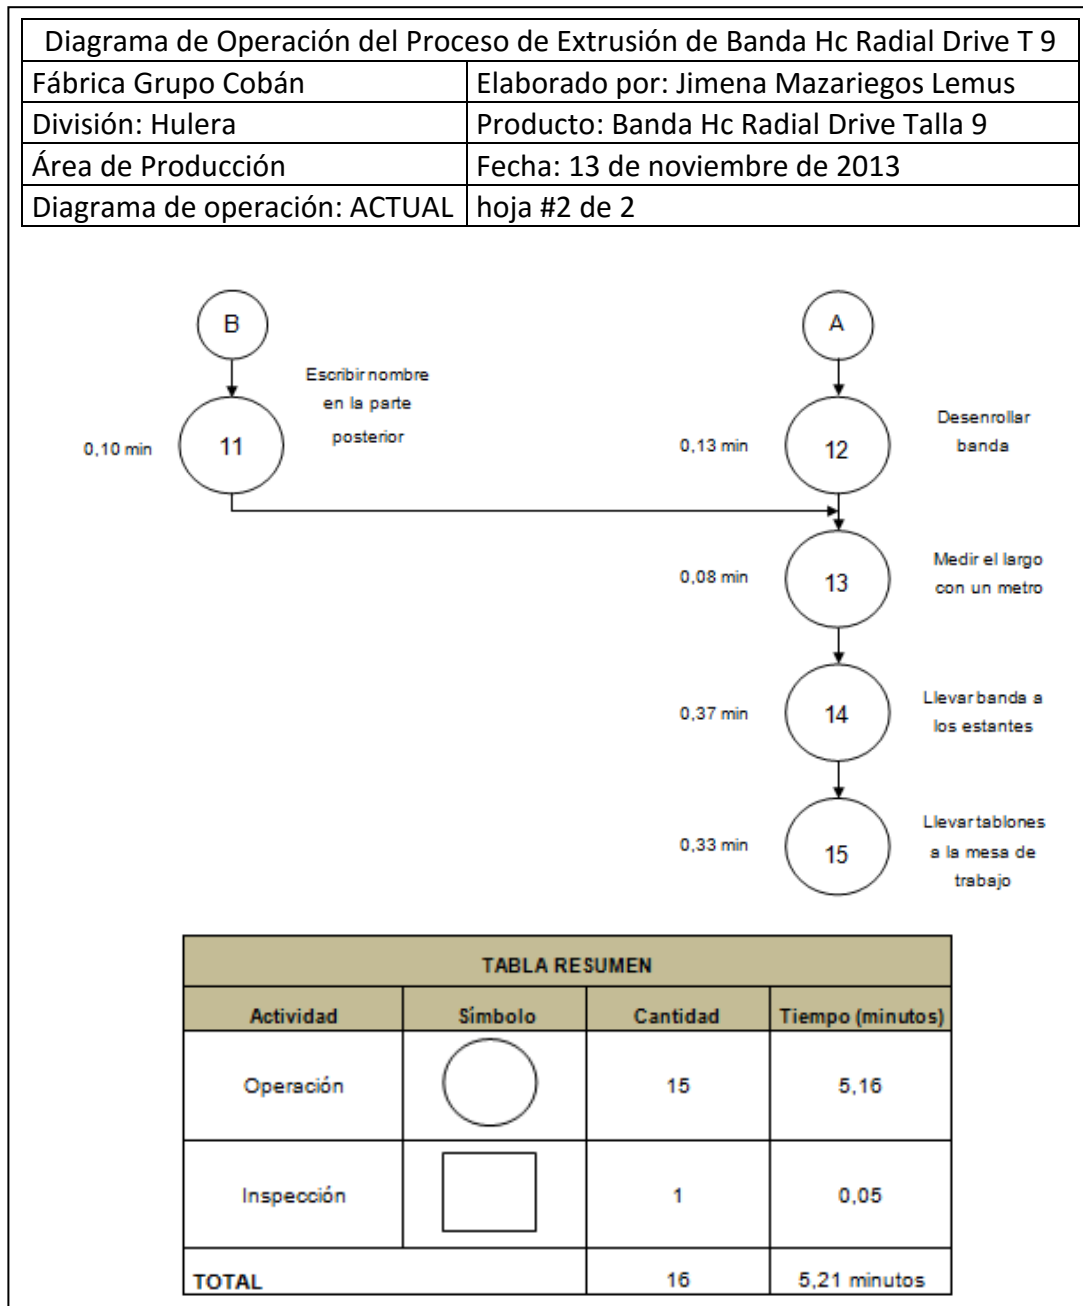 Diagrama de Operación del Proceso de Extrusión de Banda Hc Radial Drive T 9
Fábrica Grupo Cobán
Elaborado por: Jimena Mazariegos Lemus
División: Hulera
Producto: Banda Hc Radial Drive Talla 9
Área de Producción
Fecha: 13 de noviembre de 2013
Diagrama de operación: ACTUAL
hoja #2 de 2
B
A
Escribir nombre
en la parte
posterior
0,10 min
11
0,13 min
12
Desenrollar
banda
0,08 min
13
Medir el largo
con un metro
0,37 min
14
Llevar banda a
los estantes
0,33 min
15
Llevar tablones
a la mesa de
trabajo
TABLA RESUMEN
Actividad
Símbolo
Cantidad
Tiempo (minutos)
Operación
15
5,16
Inspección
1
0,05
TOTAL
16
5,21 minutos